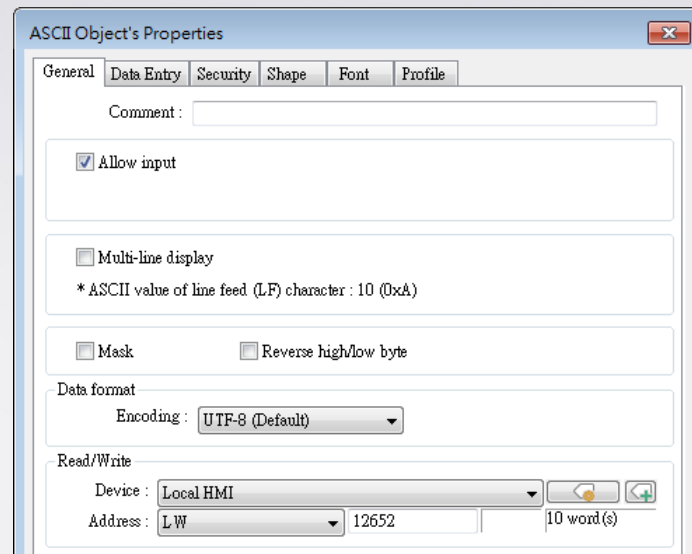 ASCII Object's Properties
General Data Entry Security Shape Font Profile
Comment :
Allow input
Multi-line display
* ASCII value of line feed (LF) character : 10 (0xA)
Mask Reverse high/low byte
Data format
Encoding : UTF-8 (Default)
Read/Write
Device : Local HMI
Address : LW 12652 10 word(s)